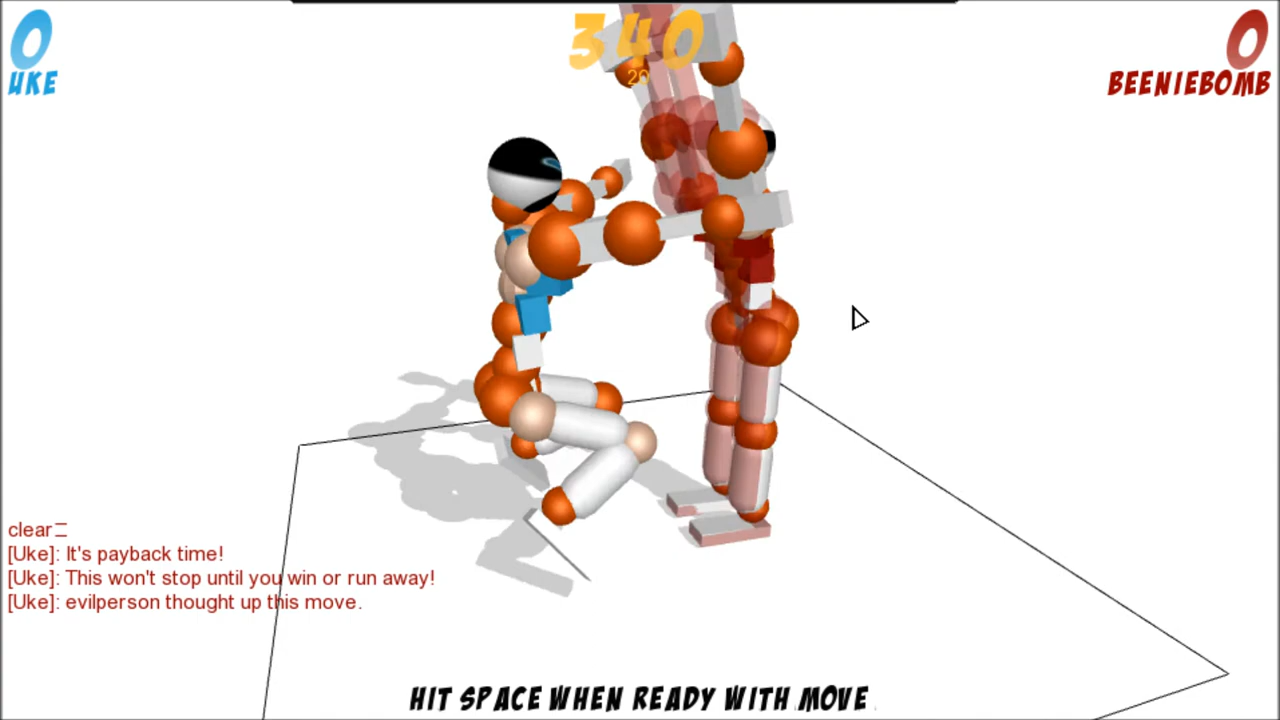 0
UKE
340
20
0
BEENIEBOMB
clear二
[Uke]: It's payback time!
[Uke]: This won't stop until you win or run away!
[Uke]: evilperson thought up this move.
HIT SPACE WHEN READY WITH MOVE